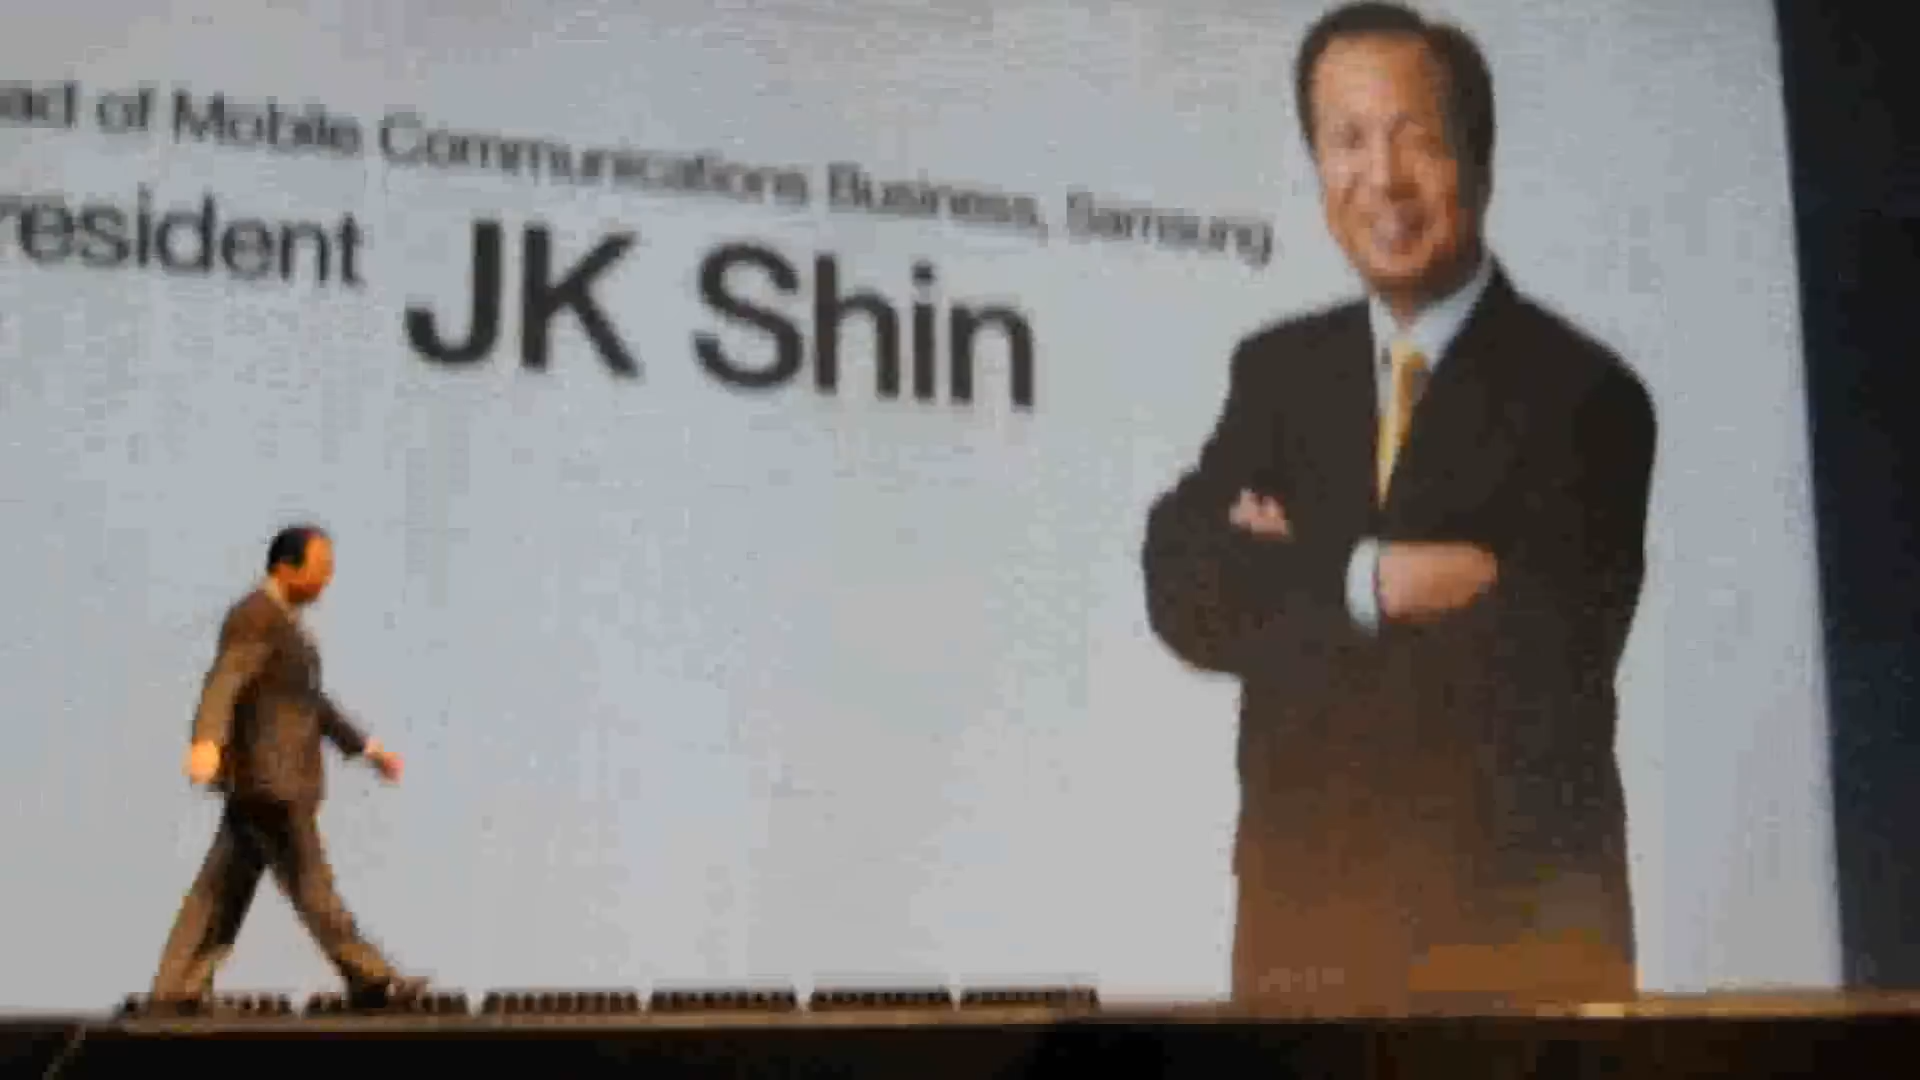 ad of Mobile Communications Business, Samsung
resident JK Shin